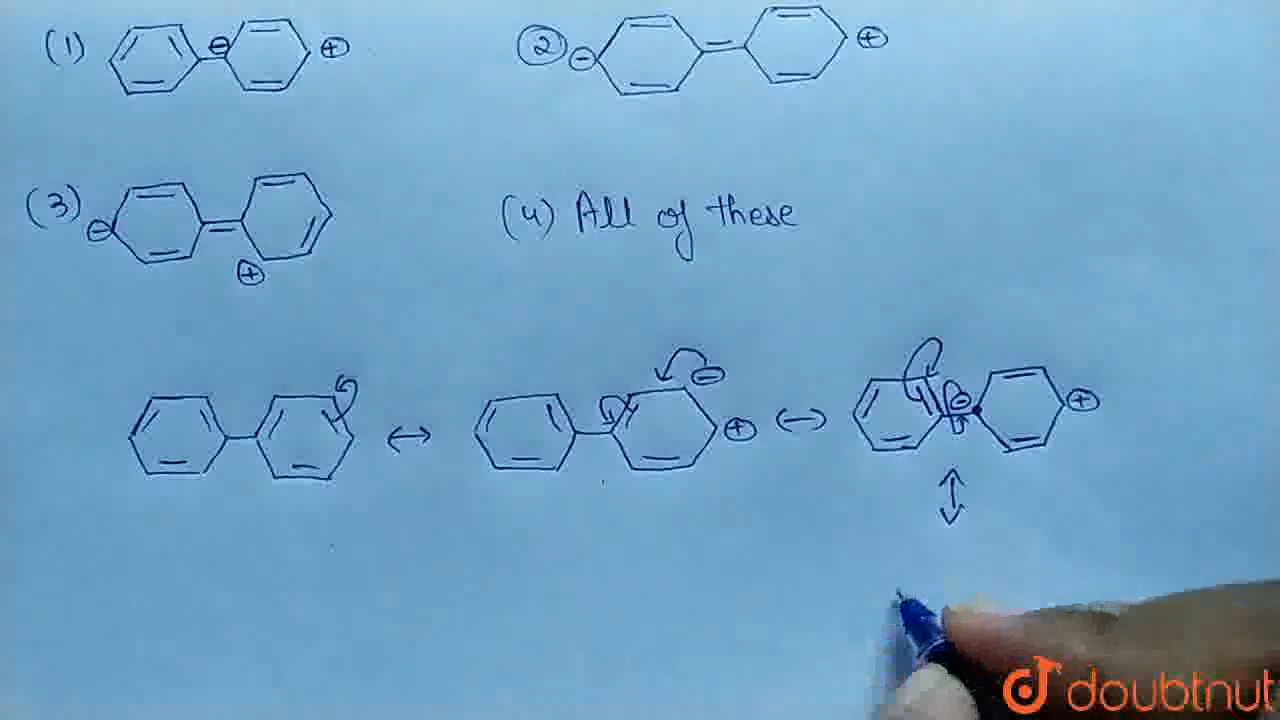 (1) ⊖ ⊕ (2) ⊖ ⊕
(3) ⊖ ⊕ (4) All of these
↔ ⊖ ⊕ ↔ ⊖ ⊕
doubtnut